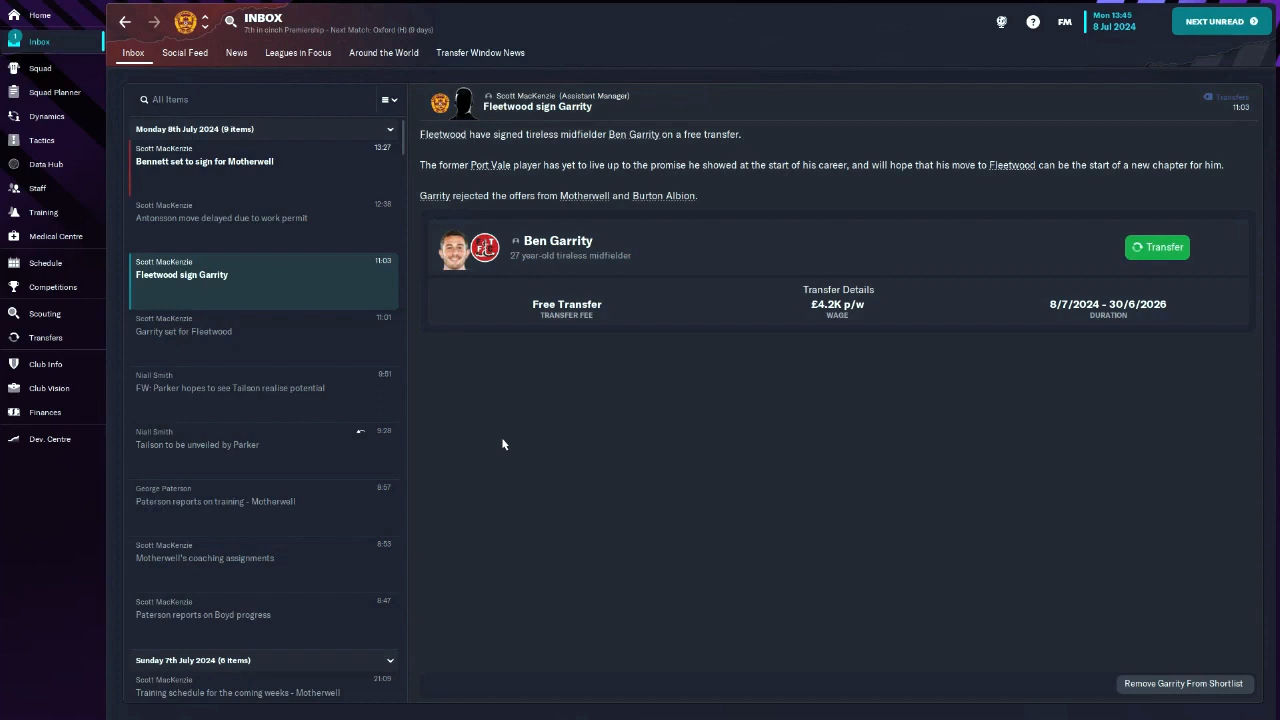 Home
1
Inbox
Squad
Squad Planner
Dynamics
Tactics
Data Hub
Staff
Training
Medical Centre
Schedule
Competitions
Scouting
Transfers
Club Info
Club Vision
Finances
Dev. Centre
INBOX
7th in cinch Premiership - Next Match: Oxford (H) (9 days)
FM
Mon 13:45
8 Jul 2024
NEXT UNREAD
Inbox Social Feed News Leagues in Focus Around the World Transfer Window News
All Items
Monday 8th July 2024 (9 items)
Scott MacKenzie 13:27
Bennett set to sign for Motherwell
Scott MacKenzie 12:38
Antonsson move delayed due to work permit
Scott MacKenzie 11:03
Fleetwood sign Garrity
Scott MacKenzie 11:01
Garrity set for Fleetwood
Niall Smith 9:51
FW: Parker hopes to see Tailson realise potential
Niall Smith 9:28
Tailson to be unveiled by Parker
George Paterson 8:57
Paterson reports on training - Motherwell
Scott MacKenzie 8:53
Motherwell's coaching assignments
Scott MacKenzie 8:47
Paterson reports on Boyd progress
Sunday 7th July 2024 (6 items)
Scott MacKenzie 21:09
Training schedule for the coming weeks - Motherwell
Scott MacKenzie (Assistant Manager)
Fleetwood sign Garrity
Transfers
11:03
Fleetwood have signed tireless midfielder Ben Garrity on a free transfer.
The former Port Vale player has yet to live up to the promise he showed at the start of his career, and will hope that his move to Fleetwood can be the start of a new chapter for him.
Garrity rejected the offers from Motherwell and Burton Albion.
Ben Garrity
27 year-old tireless midfielder
Transfer
Transfer Details
Free Transfer £4.2K p/w 8/7/2024 - 30/6/2026
TRANSFER FEE WAGE DURATION
Remove Garrity From Shortlist